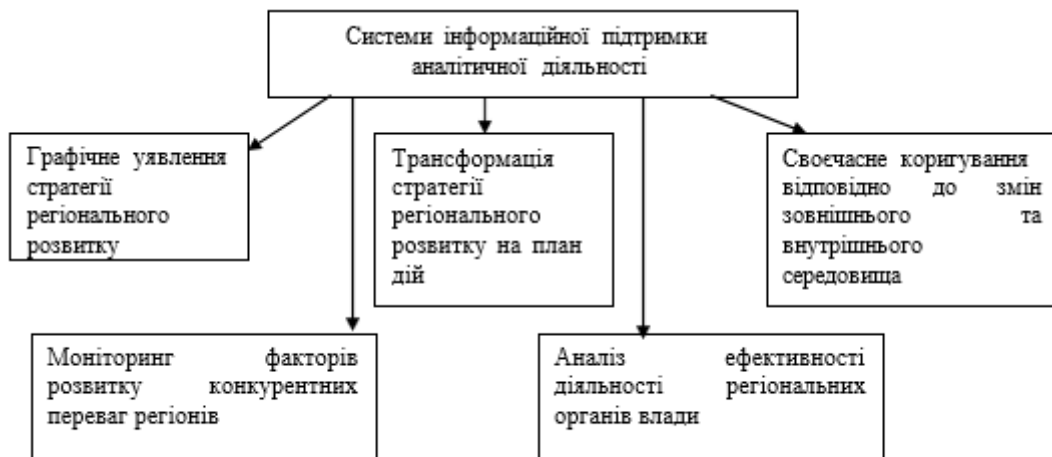 Системи інформаційної підтримки
аналітичної діяльності
Графічне уявлення
стратегії
регіонального
розвитку
Трансформація
стратегії
регіонального
розвитку на план
дій
Своєчасне коригування
відповідно до змін
зовнішнього та
внутрішнього
середовища
Моніторинг факторів
розвитку конкурентних
переваг регіонів
Аналіз ефективності
діяльності регіональних
органів влади